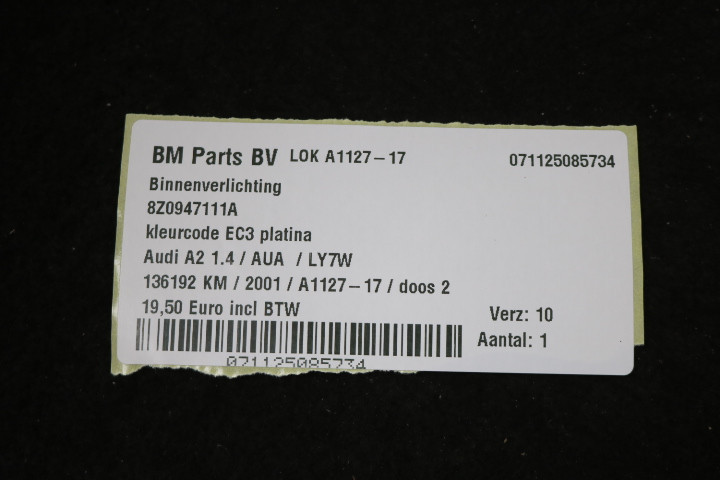 BM Parts BV LOK A1127-17 071125085734
Binnenverlichting
8Z0947111A
kleurcode EC3 platina
Audi A2 1.4 / AUA / LY7W
136192 KM / 2001 / A1127-17 / doos 2
19,50 Euro incl BTW Verz: 10
Aantal: 1
071125085734